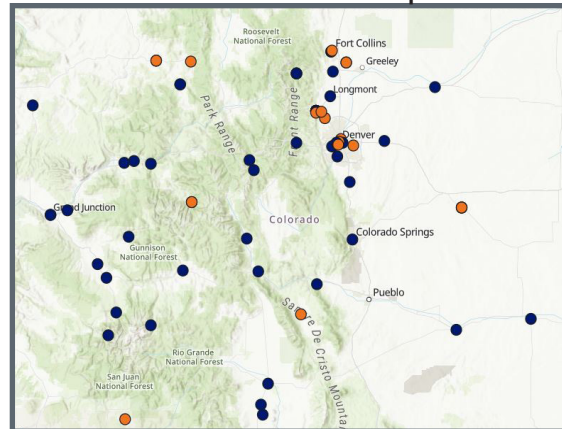 Roosevelt
National Forest
Fort Collins
Greeley
Longmont
Park Range
Front Range
Denver
Grand Junction
Colorado
Colorado Springs
Gunnison
National Forest
Pueblo
Sangre De Cristo Mountai
Rio Grande
National Forest
San Juan
National Forest